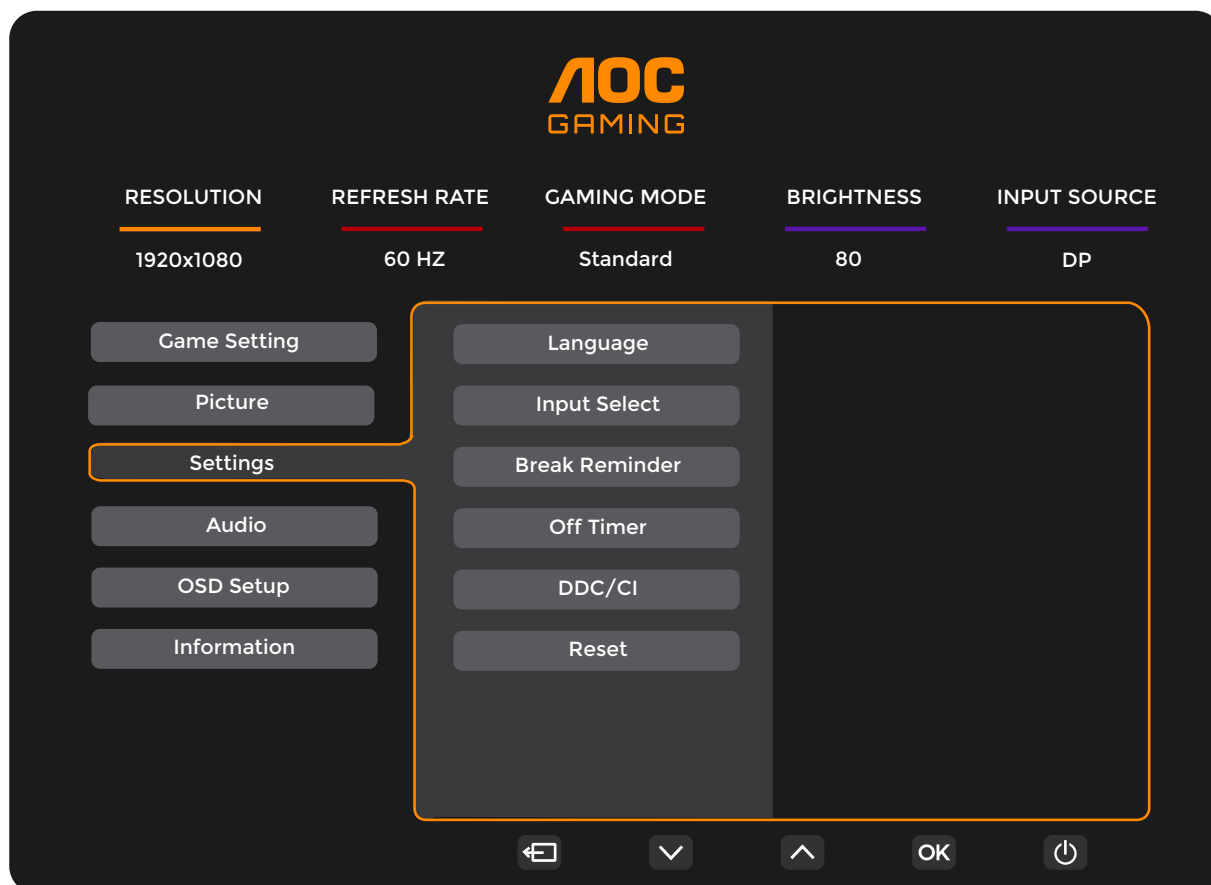 AOC
GAMING
RESOLUTION REFRESH RATE GAMING MODE BRIGHTNESS INPUT SOURCE
1920x1080 60 HZ Standard 80 DP
Game Setting
Picture
Settings
Audio
OSD Setup
Information
Language
Input Select
Break Reminder
Off Timer
DDC/CI
Reset
OK